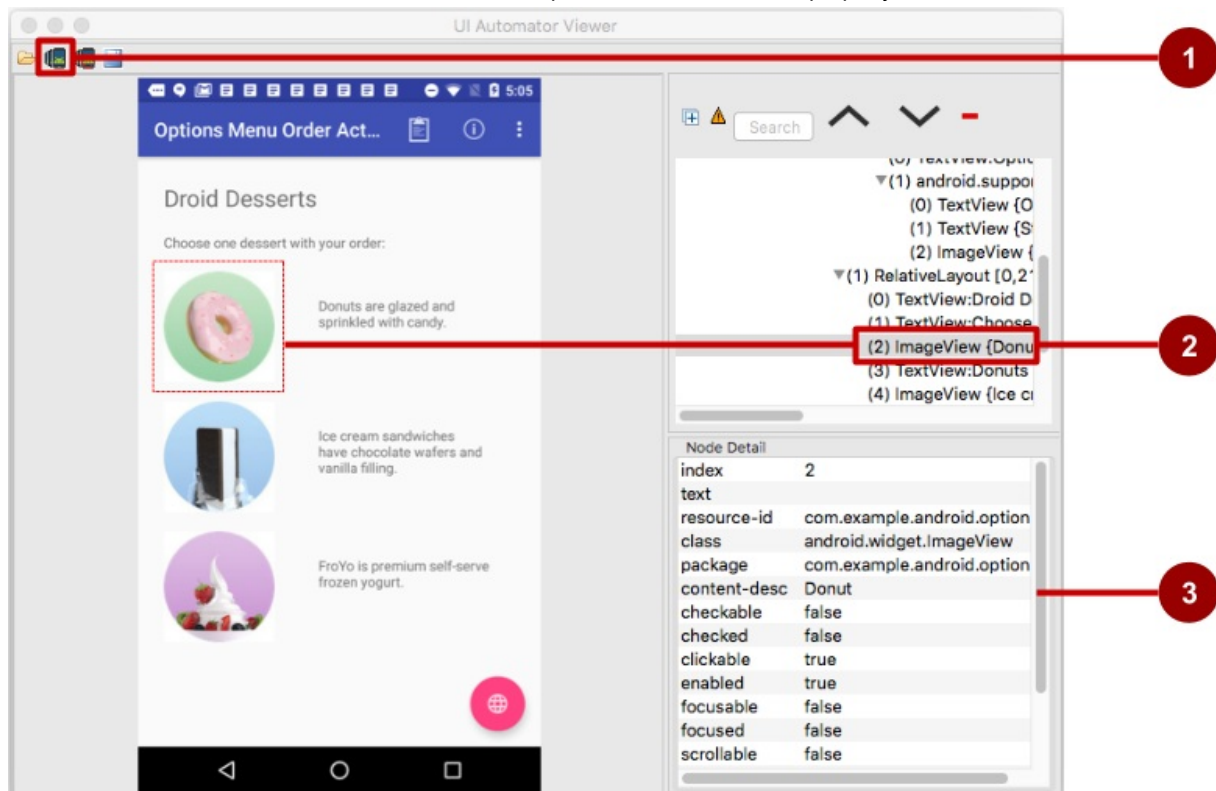 UI Automator Viewer
1
5:05
Options Menu Order Act...
Droid Desserts
Choose one dessert with your order:
Donuts are glazed and
sprinkled with candy.
Ice cream sandwiches
have chocolate wafers and
vanilla filling.
FroYo is premium self-serve
frozen yogurt.
Search
(0) TextView:Optic
(1) android.suppor
(0) TextView {O
(1) TextView {S
(2) ImageView {
(1) RelativeLayout [0,21
(0) TextView:Droid D
(1) TextView:Choose
(2) ImageView {Donu
(3) TextView:Donuts
(4) ImageView {Ice cr
2
Node Detail
index 2
text
resource-id com.example.android.option
class android.widget.ImageView
package com.example.android.option
content-desc Donut
checkable false
checked false
clickable true
enabled true
focusable false
focused false
scrollable false
3